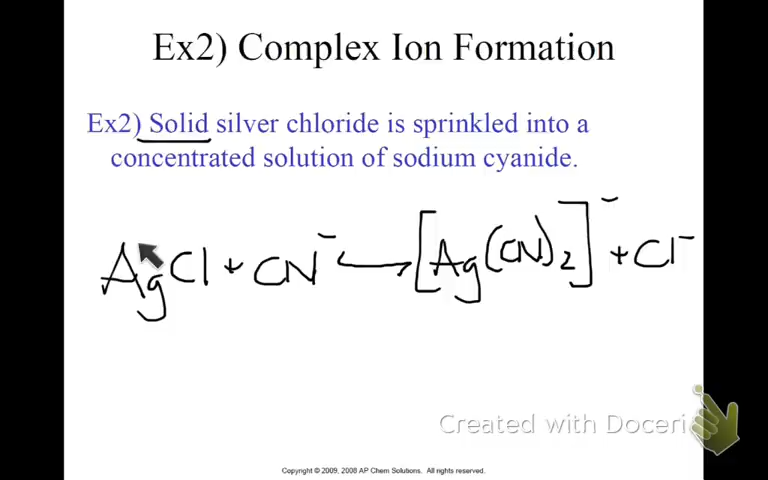 Ex2) Complex Ion Formation
Ex2) Solid silver chloride is sprinkled into a
concentrated solution of sodium cyanide.
AgCl + CN⁻ → [Ag(CN)₂]⁻ + Cl⁻
Created with Doceri
Copyright © 2009, 2008 AP Chem Solutions. All rights reserved.